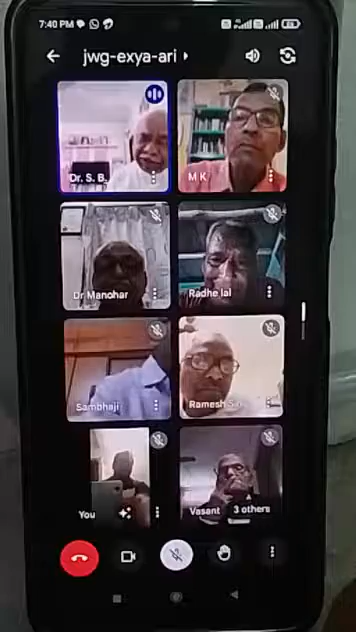 7:40 PM
jwg-exya-ari
Dr. S. B.
M K
Dr Manohar
Radhe lal
Sambhaji
Ramesh
You
Vasant 3 others